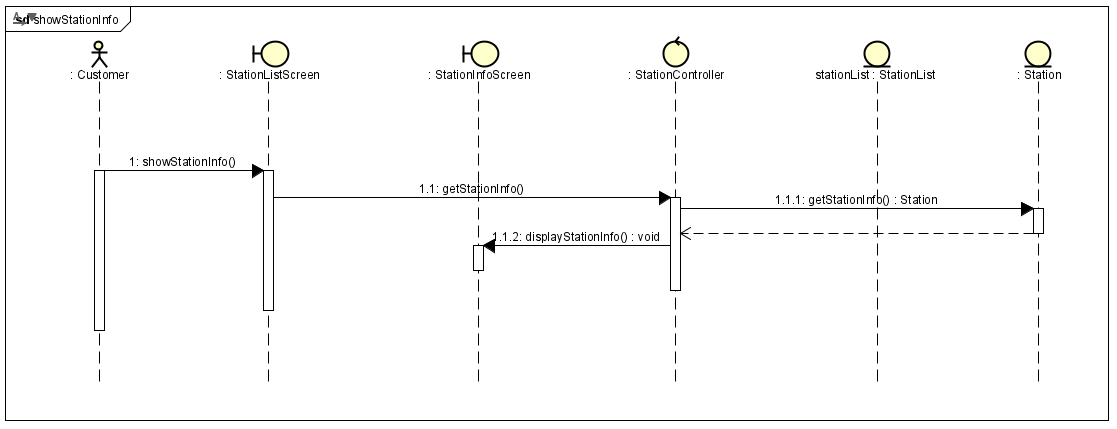 sd showStationInfo
: Customer
: StationListScreen
: StationInfoScreen
: StationController
stationList : StationList
: Station
1: showStationInfo()
1.1: getStationInfo()
1.1.1: getStationInfo() : Station
1.1.2: displayStationInfo() : void